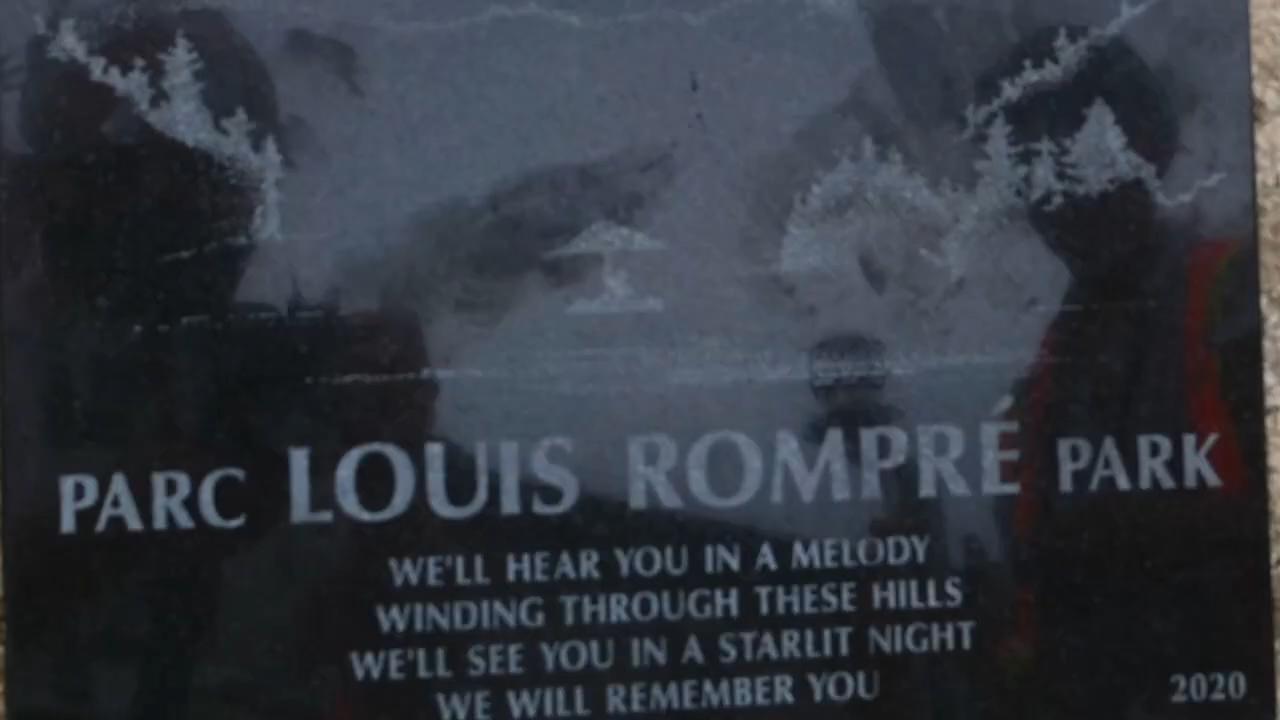 PARC LOUIS ROMPRÉ PARK
WE'LL HEAR YOU IN A MELODY
WINDING THROUGH THESE HILLS
WE'LL SEE YOU IN A STARLIT NIGHT
WE WILL REMEMBER YOU
2020